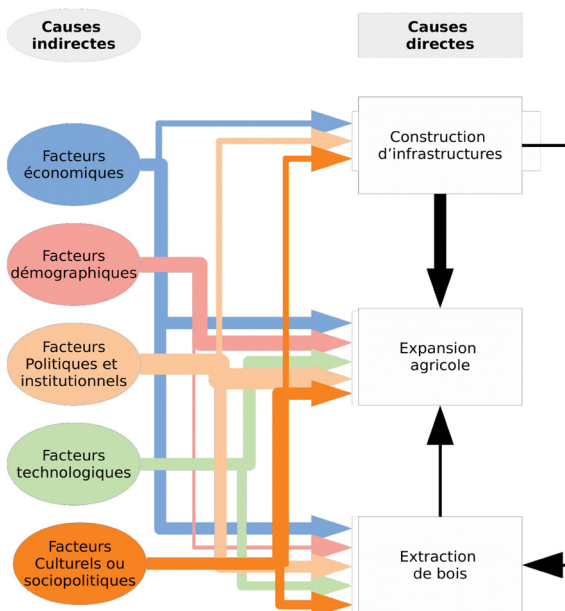 Causes
indirectes
Causes
directes
Facteurs
économiques
Facteurs
démographiques
Facteurs
Politiques et
institutionnels
Facteurs
technologiques
Facteurs
Culturels ou
sociopolitiques
Construction
d’infrastructures
Expansion
agricole
Extraction
de bois